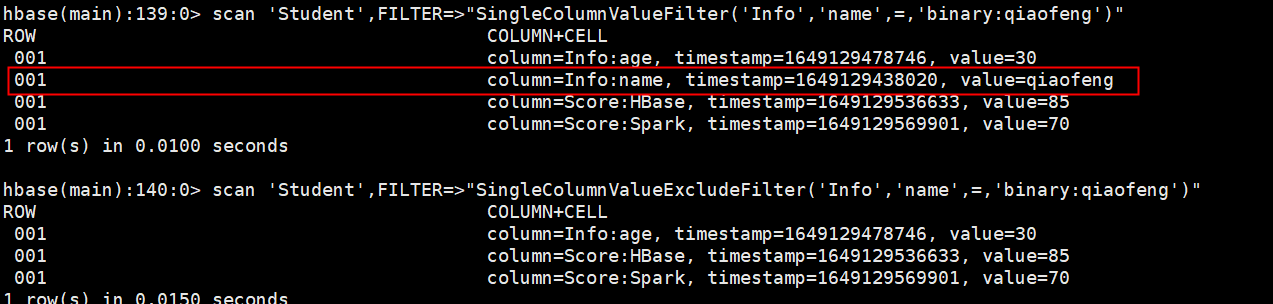 hbase(main):139:0> scan 'Student',FILTER=>"SingleColumnValueFilter('Info','name',=,'binary:qiaofeng')"
ROW COLUMN+CELL
001 column=Info:age, timestamp=1649129478746, value=30
001 column=Info:name, timestamp=1649129438020, value=qiaofeng
001 column=Score:HBase, timestamp=1649129536633, value=85
001 column=Score:Spark, timestamp=1649129569901, value=70
1 row(s) in 0.0100 seconds
hbase(main):140:0> scan 'Student',FILTER=>"SingleColumnValueExcludeFilter('Info','name',=,'binary:qiaofeng')"
ROW COLUMN+CELL
001 column=Info:age, timestamp=1649129478746, value=30
001 column=Score:HBase, timestamp=1649129536633, value=85
001 column=Score:Spark, timestamp=1649129569901, value=70
1 row(s) in 0.0150 seconds